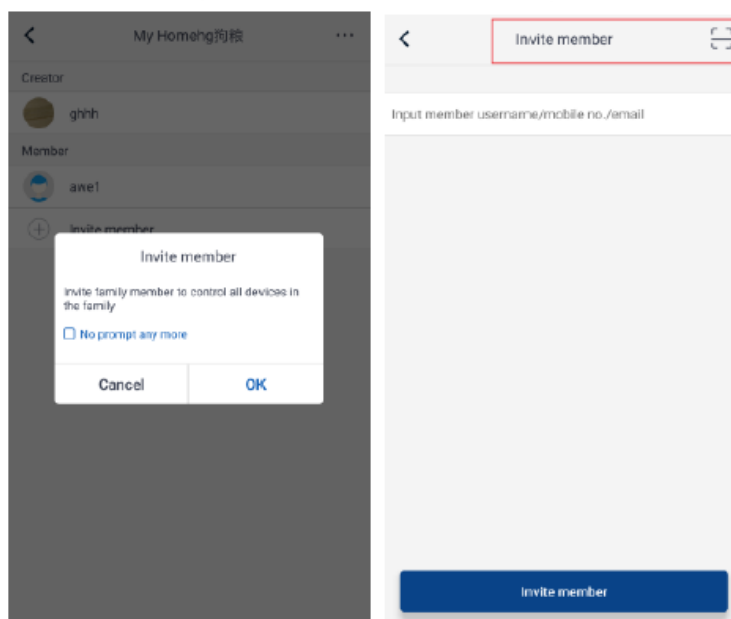 My Homehg狗粮
Creator
ghhh
Member
awe1
Invite member
Invite member
Invite family member to control all devices in
the family
No prompt any more
Cancel
OK
Invite member
Input member username/mobile no./email
Invite member